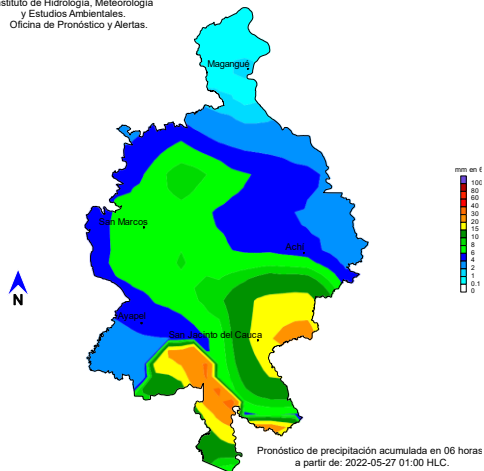 nstituto de Hidrología, Meteorología
y Estudios Ambientales.
Oficina de Pronóstico y Alertas.
Magangué
San Marcos
Achí
Ayapel
San Jacinto del Cauca
N
mm en 6
100
80
60
40
30
20
15
10
8
6
4
2
1
0.1
0
Pronóstico de precipitación acumulada en 06 horas
a partir de: 2022-05-27 01:00 HLC.